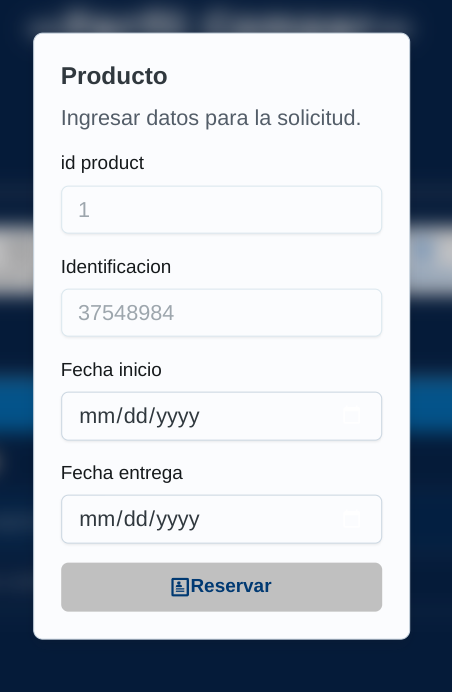 Producto
Ingresar datos para la solicitud.
id product
1
Identificacion
37548984
Fecha inicio
mm/dd/yyyy
Fecha entrega
mm/dd/yyyy
Reservar